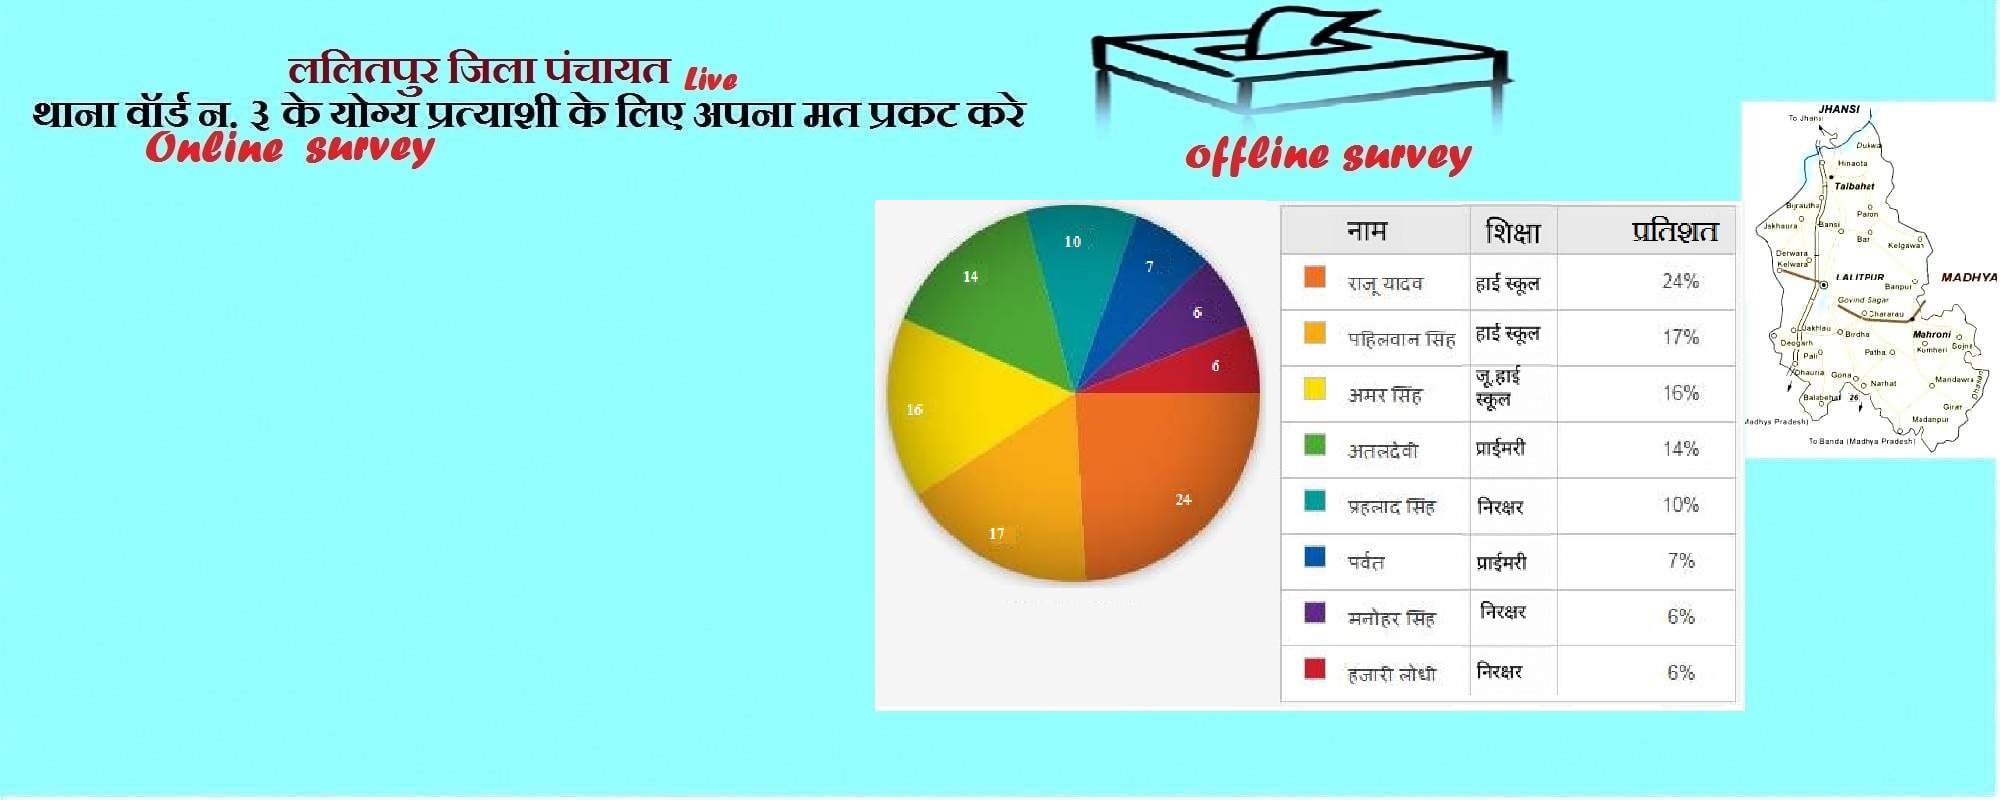 ललितपुर जिला पंचायत Live
थाना वॉर्ड न. ३ के योग्य प्रत्याशी के लिए अपना मत प्रकट करे
Online survey
offline survey
10
14
7
6
6
16
24
17
नाम शिक्षा प्रतिशत
राजू यादव हाई स्कूल 24%
पहिलवान सिंह हाई स्कूल 17%
अमर सिंह जू.हाई स्कूल 16%
अतलदेवी प्राईमरी 14%
प्रहलाद सिंह निरक्षर 10%
पर्वत प्राईमरी 7%
मनोहर सिंह निरक्षर 6%
हजारी लोधी निरक्षर 6%
JHANSI
To Jhansi
Dukwa
Hinaota
Talbahat
Bijrautha
Paron
Jakhaura
Bansi
Bar
Kelgawan
Derwara
Kelwara
LALITPUR
MADHYA
Banpur
Govind Sagar
Chararau
Jakhlau
Birdha
Mahroni
Deogarh
Pali
Patha
Kumheri
Sojna
Dhauria
Gona
Narhat
Mandawra
Dhasan
Balabehat
26
Girar
Madanpur
Madhya Pradesh)
To Banda (Madhya Pradesh)